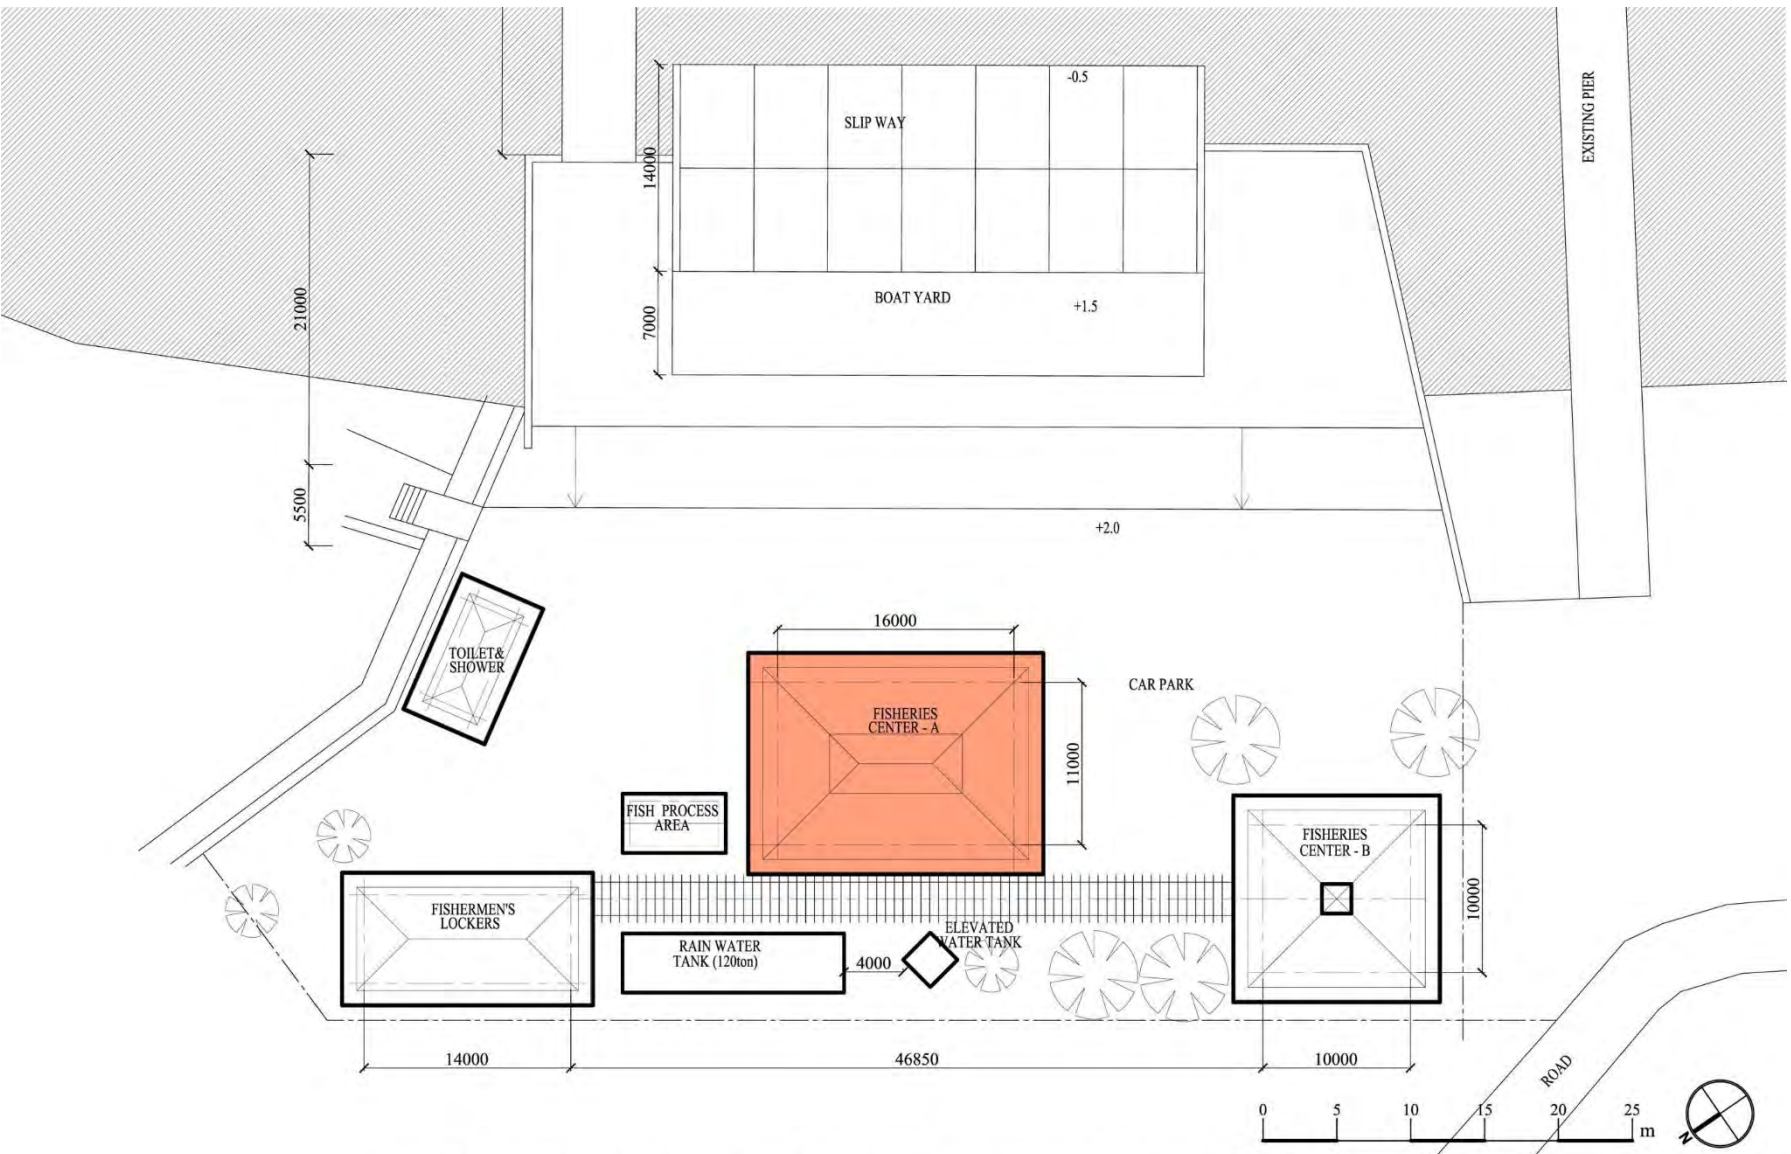 -0.5
SLIP WAY
EXISTING PIER
14000
21000
BOAT YARD
+1.5
7000
5500
+2.0
16000
TOILET&
SHOWER
CAR PARK
FISHERIES
CENTER - A
11000
FISH PROCESS
AREA
FISHERIES
CENTER - B
10000
FISHERMEN'S
LOCKERS
ELEVATED
WATER TANK
RAIN WATER
TANK (120ton)
4000
14000
46850
10000
ROAD
0 5 10 15 20 25
m
N